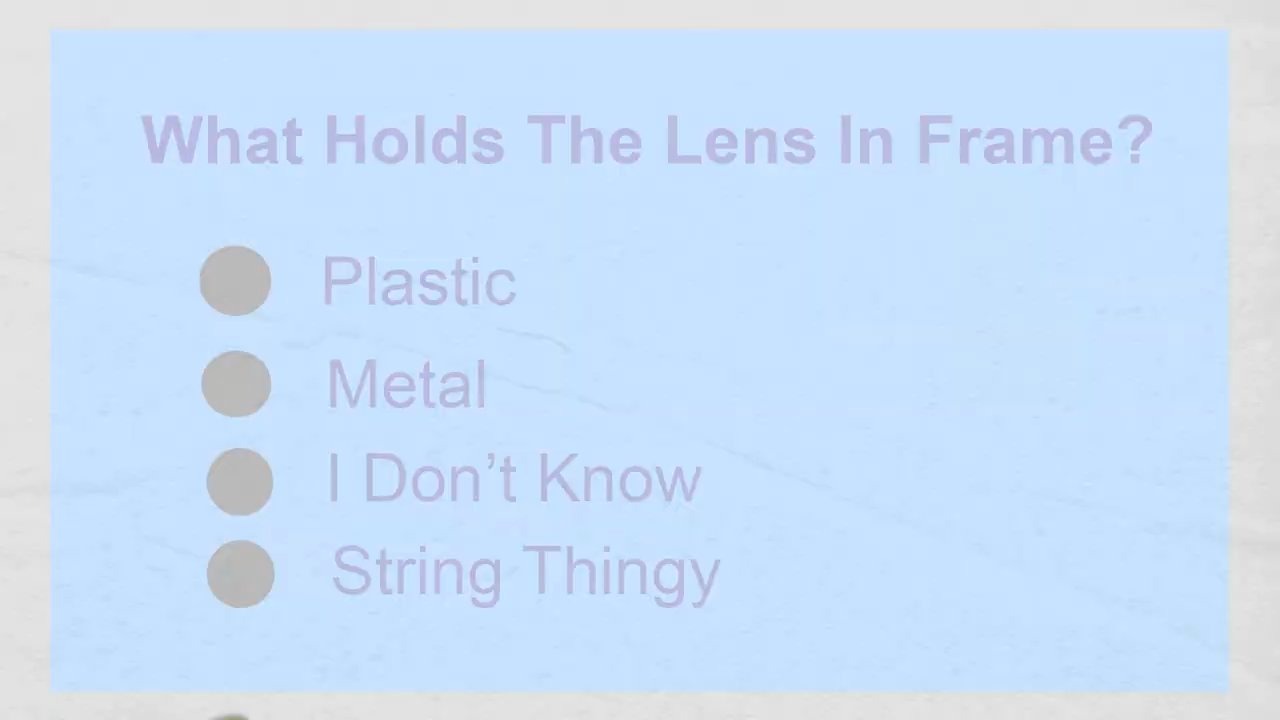 What Holds The Lens In Frame?
Plastic
Metal
I Don’t Know
String Thingy